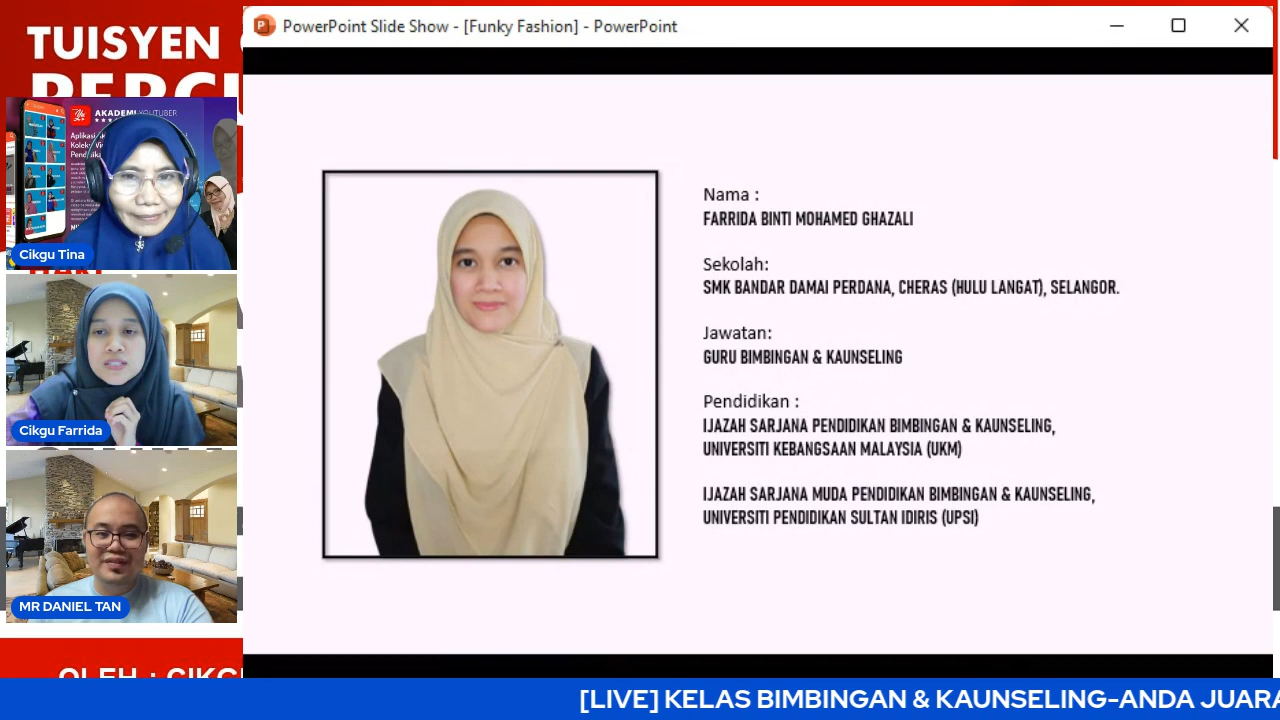 TUISYEN
PERCU
PowerPoint Slide Show - [Funky Fashion] - PowerPoint
AKADEMI YOUTUBER
Cikgu Tina
Cikgu Farrida
MR DANIEL TAN
Nama :
FARRIDA BINTI MOHAMED GHAZALI
Sekolah:
SMK BANDAR DAMAI PERDANA, CHERAS (HULU LANGAT), SELANGOR.
Jawatan:
GURU BIMBINGAN & KAUNSELING
Pendidikan :
IJAZAH SARJANA PENDIDIKAN BIMBINGAN & KAUNSELING,
UNIVERSITI KEBANGSAAN MALAYSIA (UKM)
IJAZAH SARJANA MUDA PENDIDIKAN BIMBINGAN & KAUNSELING,
UNIVERSITI PENDIDIKAN SULTAN IDIRIS (UPSI)
OLEH : CIKG
[LIVE] KELAS BIMBINGAN & KAUNSELING-ANDA JUARA